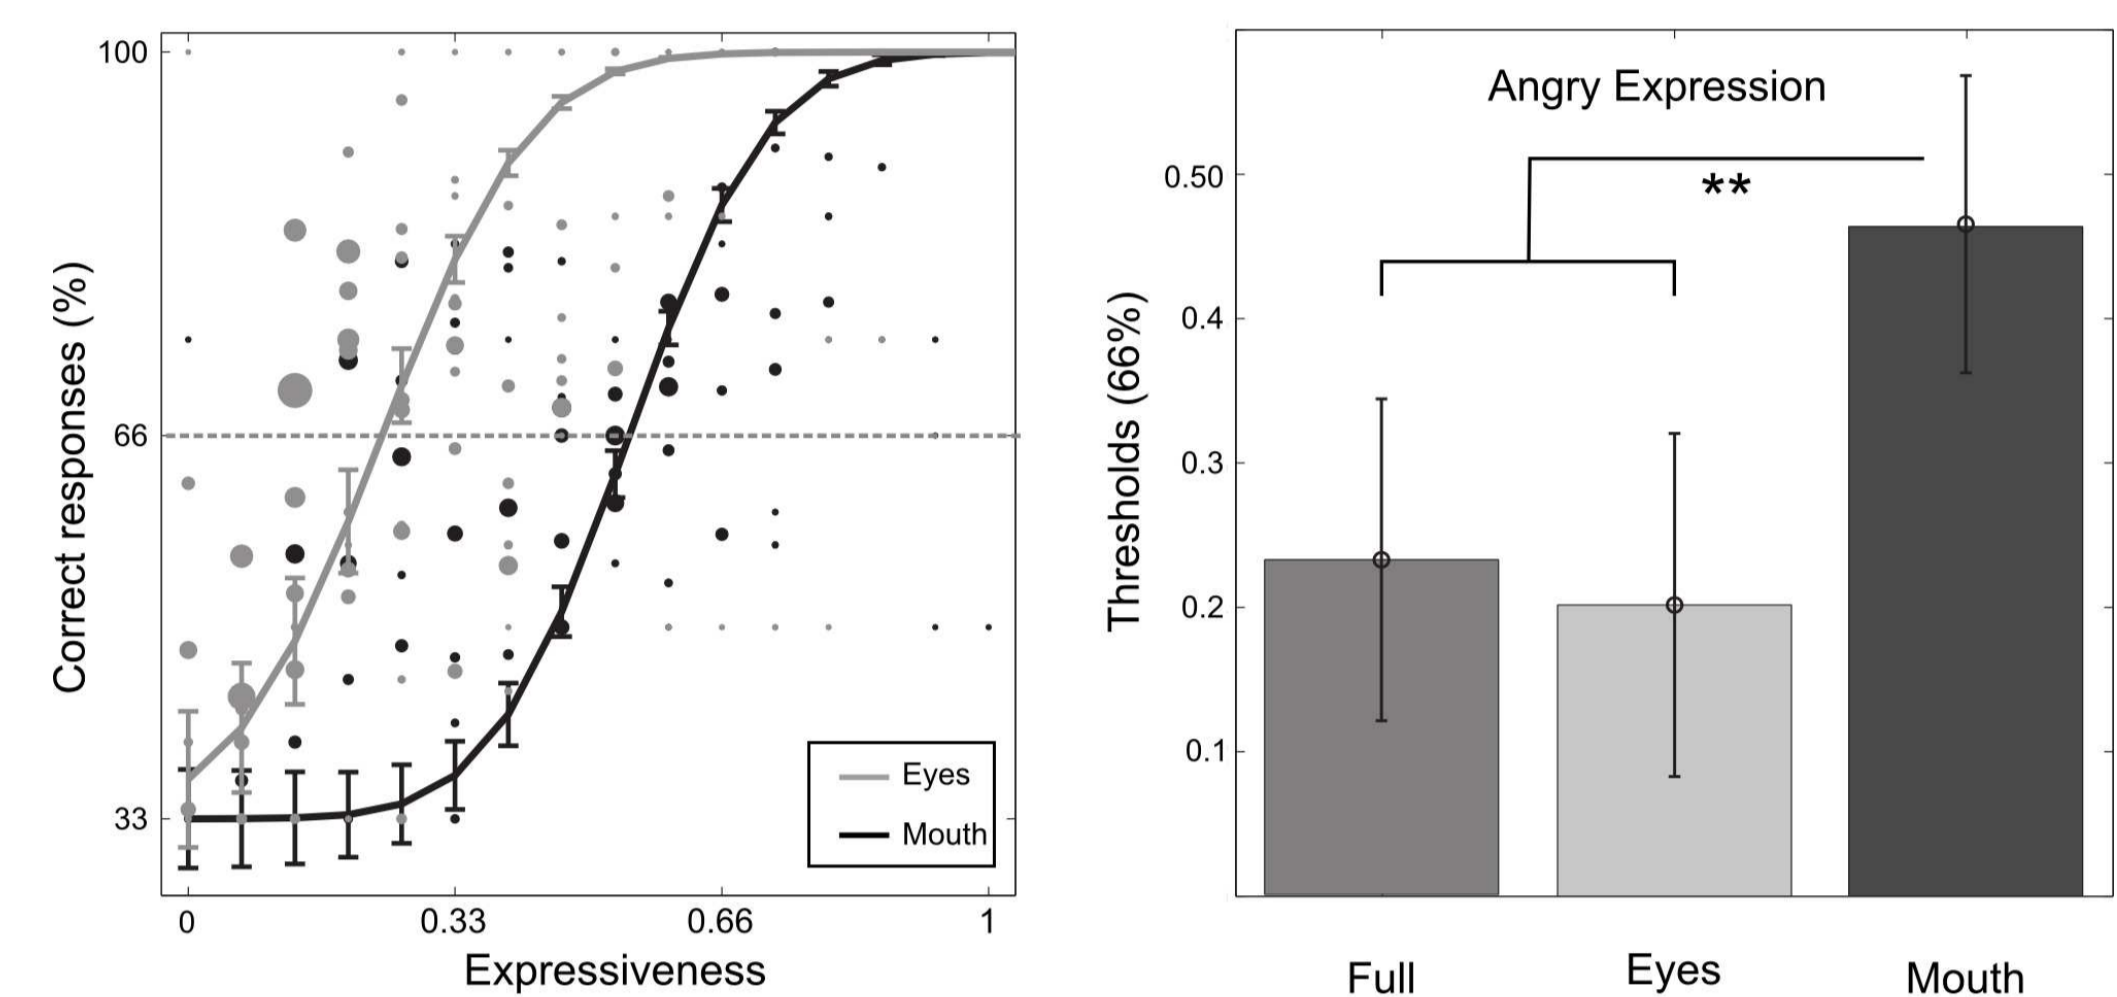 Correct responses (%)
100
66
33
0 0.33 0.66 1
Expressiveness
Eyes
Mouth
Angry Expression
**
Thresholds (66%)
0.50
0.4
0.3
0.2
0.1
Full Eyes Mouth